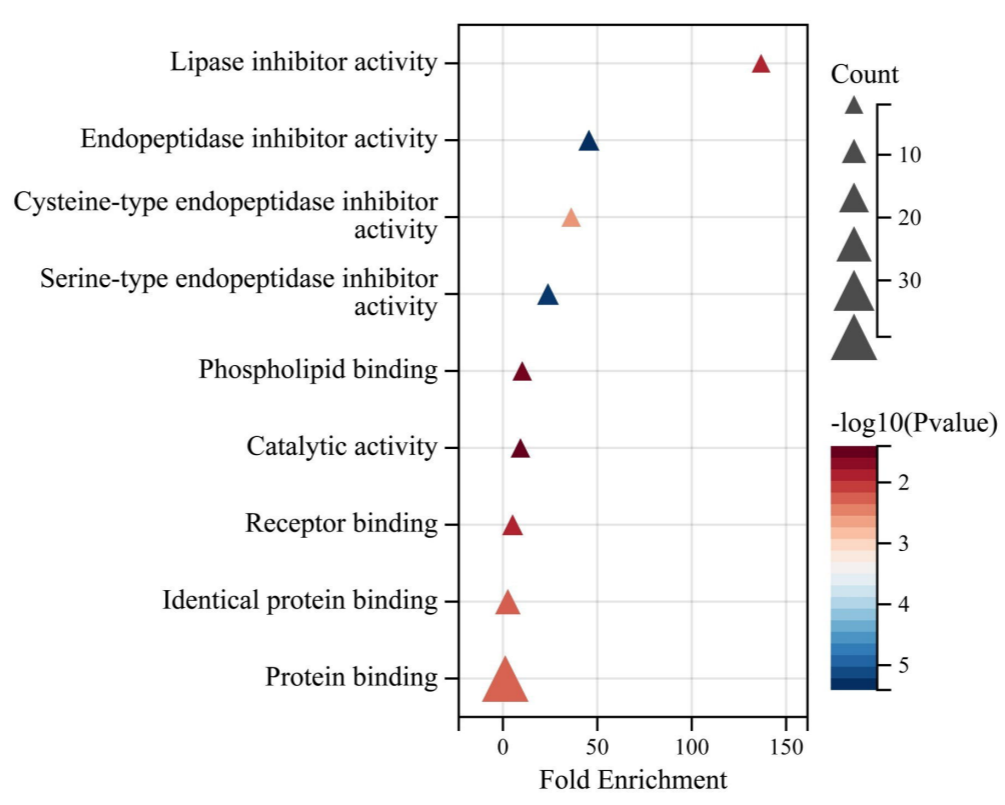 Lipase inhibitor activity
Endopeptidase inhibitor activity
Cysteine-type endopeptidase inhibitor
activity
Serine-type endopeptidase inhibitor
activity
Phospholipid binding
Catalytic activity
Receptor binding
Identical protein binding
Protein binding
0 50 100 150
Fold Enrichment
Count
10
20
30
-log10(Pvalue)
2
3
4
5